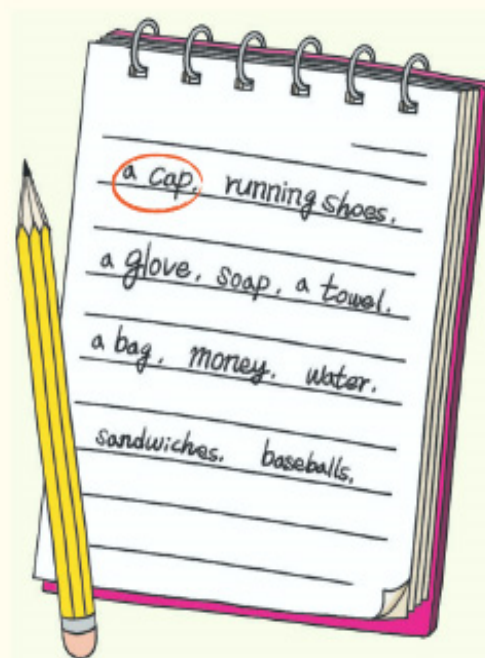 a cap. running shoes.
a glove. soap. a towel.
a bag. money. water.
sandwiches. baseballs.